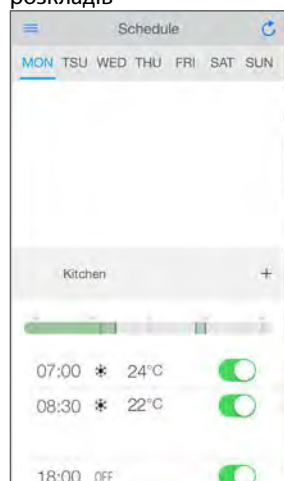 розкладів
Schedule
MON TSU WED THU FRI SAT SUN
Kitchen +
07:00 ☀ 24°C
08:30 ☀ 22°C
18:00 OFF